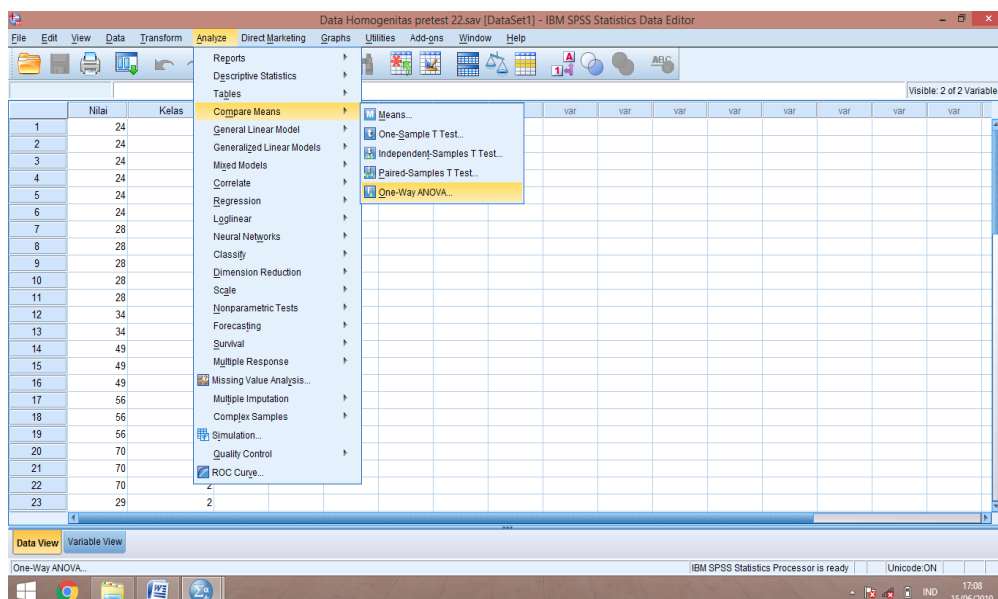 Data Homogenitas pretest 22.sav [DataSet1] - IBM SPSS Statistics Data Editor
File Edit View Data Transform Analyze Direct Marketing Graphs Utilities Add-ons Window Help
Visible: 2 of 2 Variable
Reports
Descriptive Statistics
Tables
Compare Means
General Linear Model
Generalized Linear Models
Mixed Models
Correlate
Regression
Loglinear
Neural Networks
Classify
Dimension Reduction
Scale
Nonparametric Tests
Forecasting
Survival
Multiple Response
Missing Value Analysis...
Multiple Imputation
Complex Samples
Simulation...
Quality Control
ROC Curve...
Means...
One-Sample T Test...
Independent-Samples T Test...
Paired-Samples T Test...
One-Way ANOVA...
Nilai Kelas var var var var var var var var
1 24
2 24
3 24
4 24
5 24
6 24
7 28
8 28
9 28
10 28
11 28
12 34
13 34
14 49
15 49
16 49
17 56
18 56
19 56
20 70
21 70
22 70 2
23 29 2
Data View Variable View
One-Way ANOVA... IBM SPSS Statistics Processor is ready Unicode:ON
IND 17:08
15/06/2019